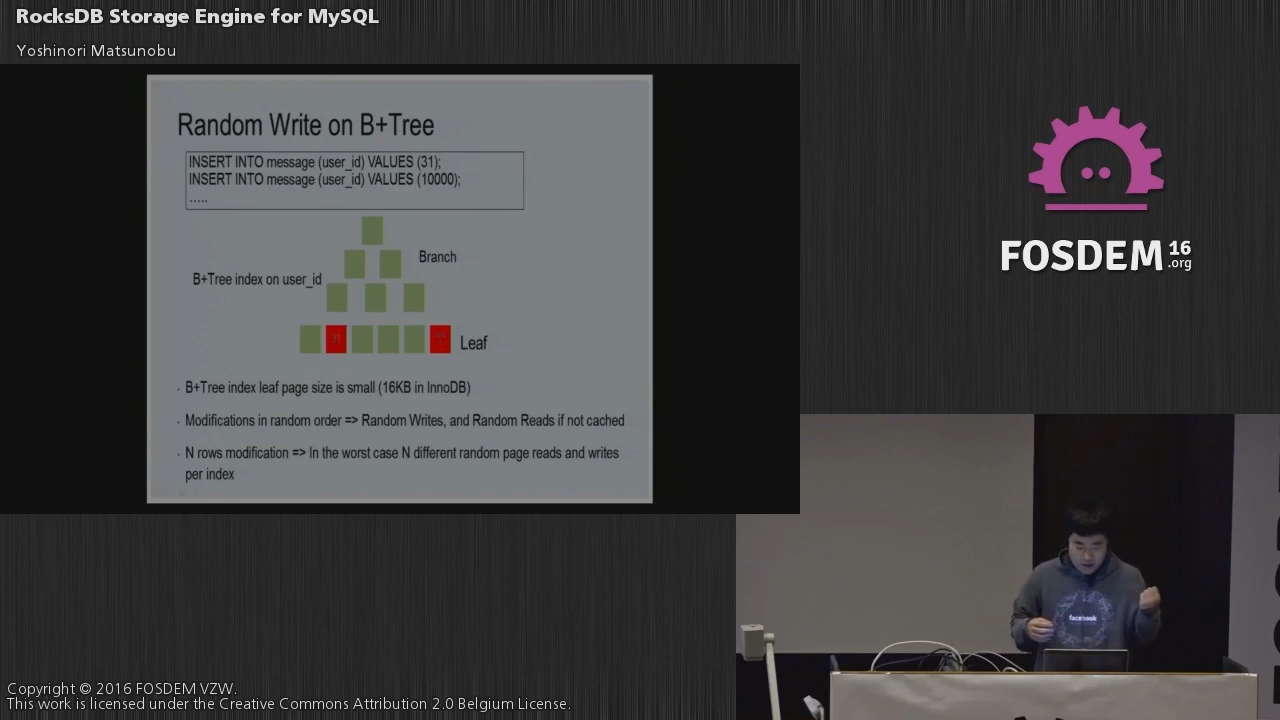 RocksDB Storage Engine for MySQL
Yoshinori Matsunobu
Random Write on B+Tree
INSERT INTO message (user_id) VALUES (31);
INSERT INTO message (user_id) VALUES (10000);
.....
Branch
B+Tree index on user_id
31
Leaf
· B+Tree index leaf page size is small (16KB in InnoDB)
· Modifications in random order => Random Writes, and Random Reads if not cached
· N rows modification => In the worst case N different random page reads and writes
per index
FOSDEM 16
.org
facebook
Copyright © 2016 FOSDEM VZW.
This work is licensed under the Creative Commons Attribution 2.0 Belgium License.